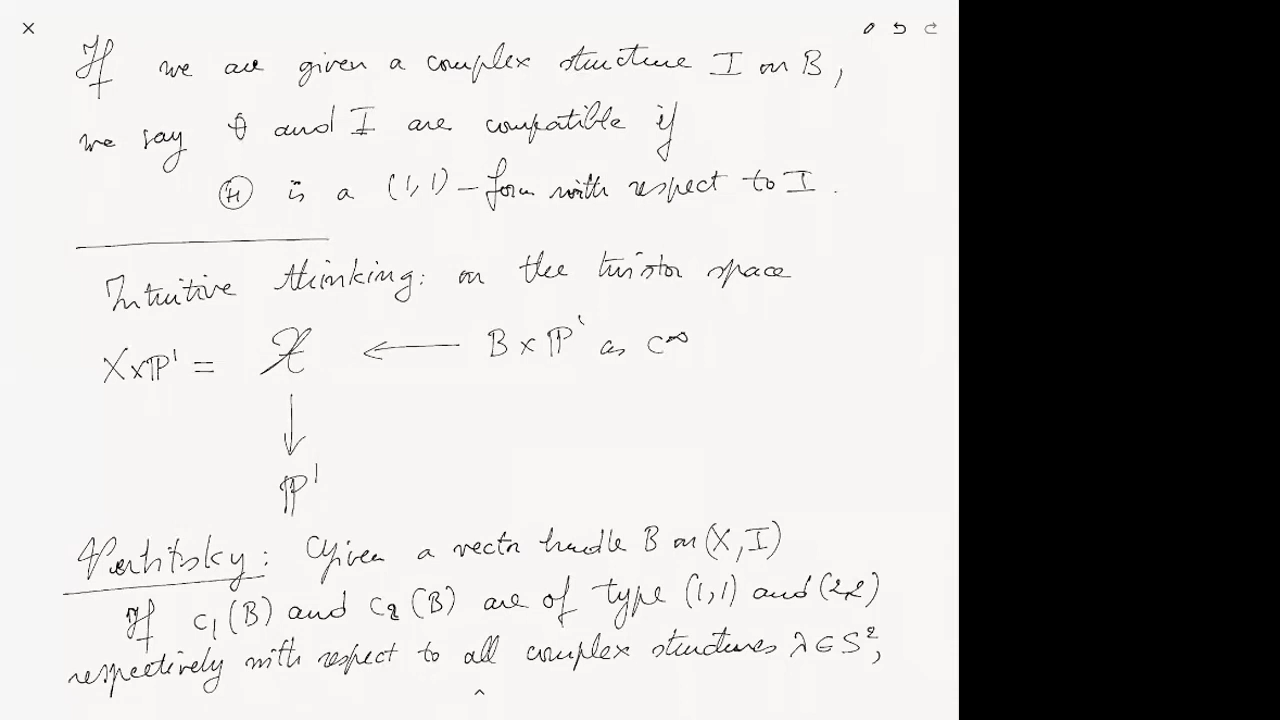 If we are given a complex structure I on B,
we say θ and I are compatible if
Ⓗ is a (1,1)-form with respect to I.
Intuitive thinking: on the twistor space
X×ℙ¹ = 𝒳 ← B×ℙ¹ as C∞
↓
ℙ¹
Verbitsky: Given a vector bundle B on (X, I)
If c₁(B) and c₂(B) are of type (1,1) and (2,2)
respectively with respect to all complex structures λ∈S²,